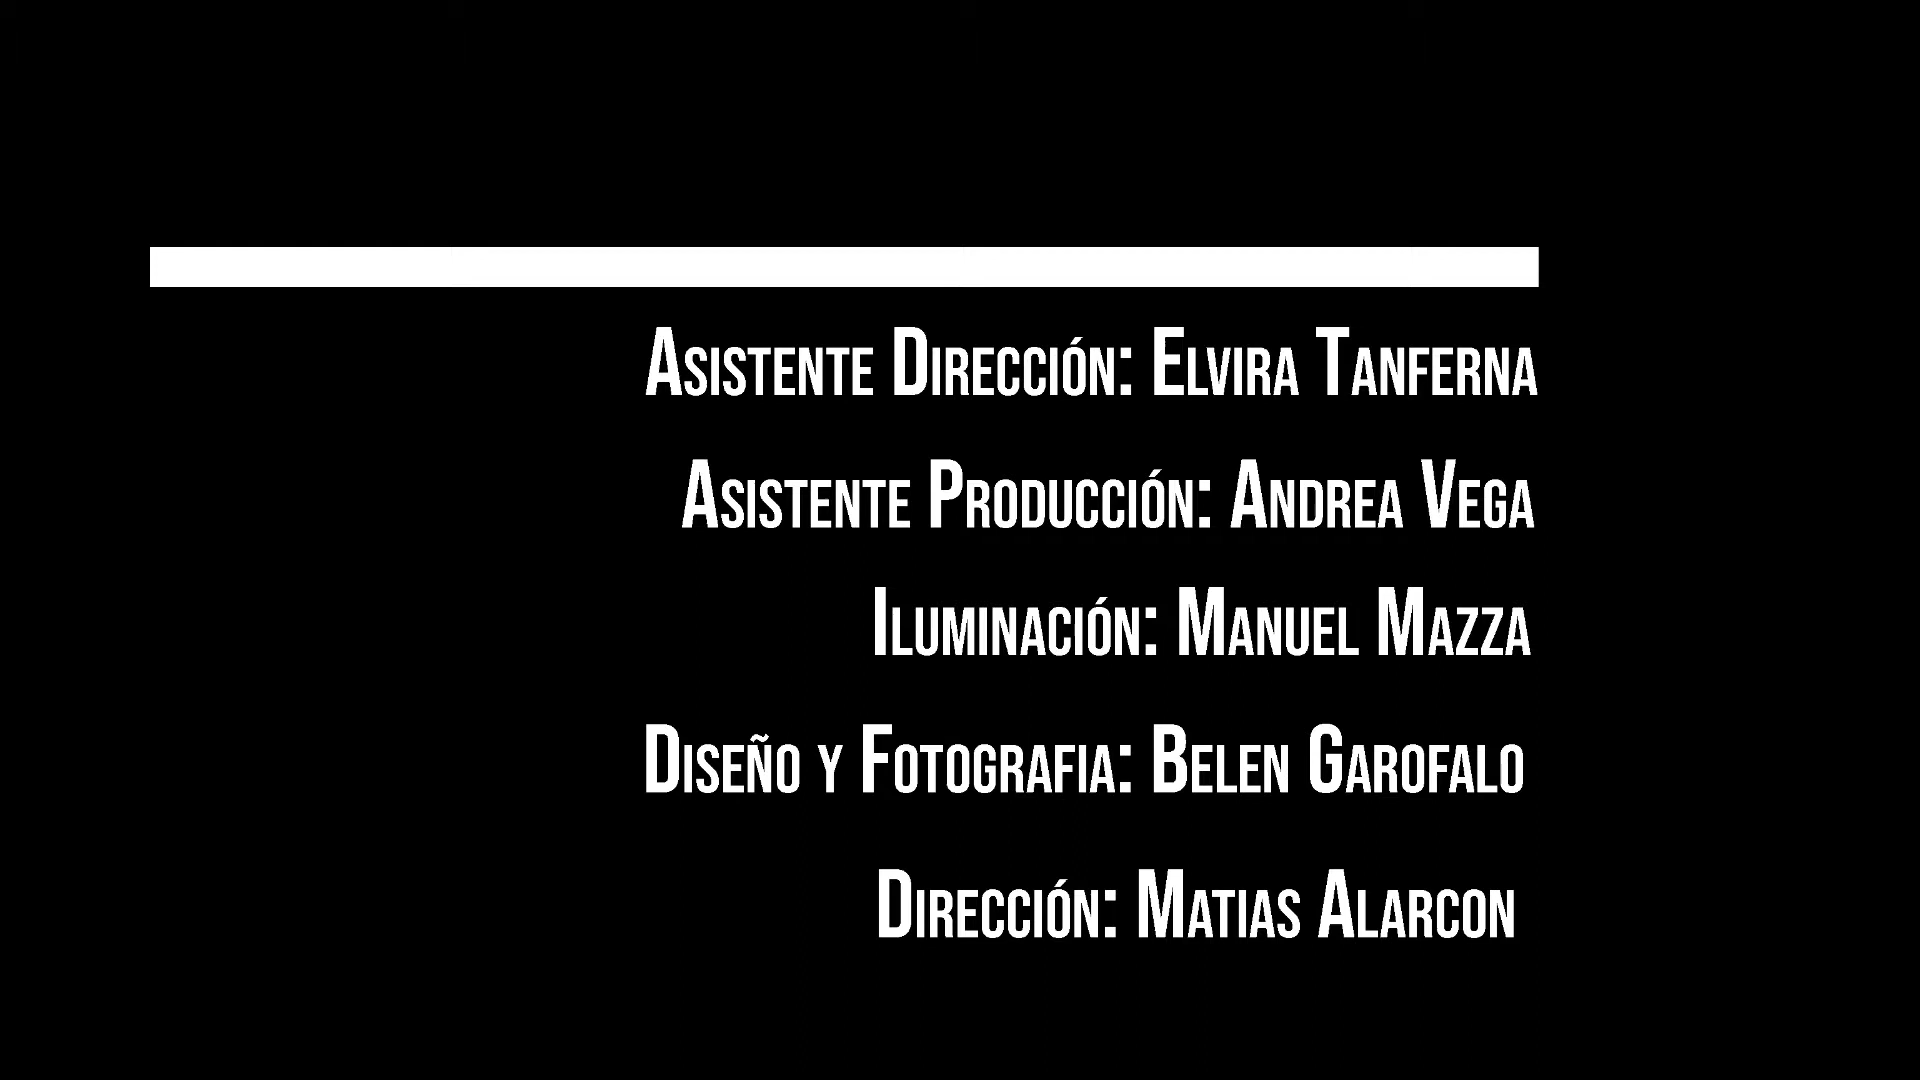 Asistente Dirección: Elvira Tanferna
Asistente Producción: Andrea Vega
Iluminación: Manuel Mazza
Diseño y Fotografia: Belen Garofalo
Dirección: Matias Alarcon